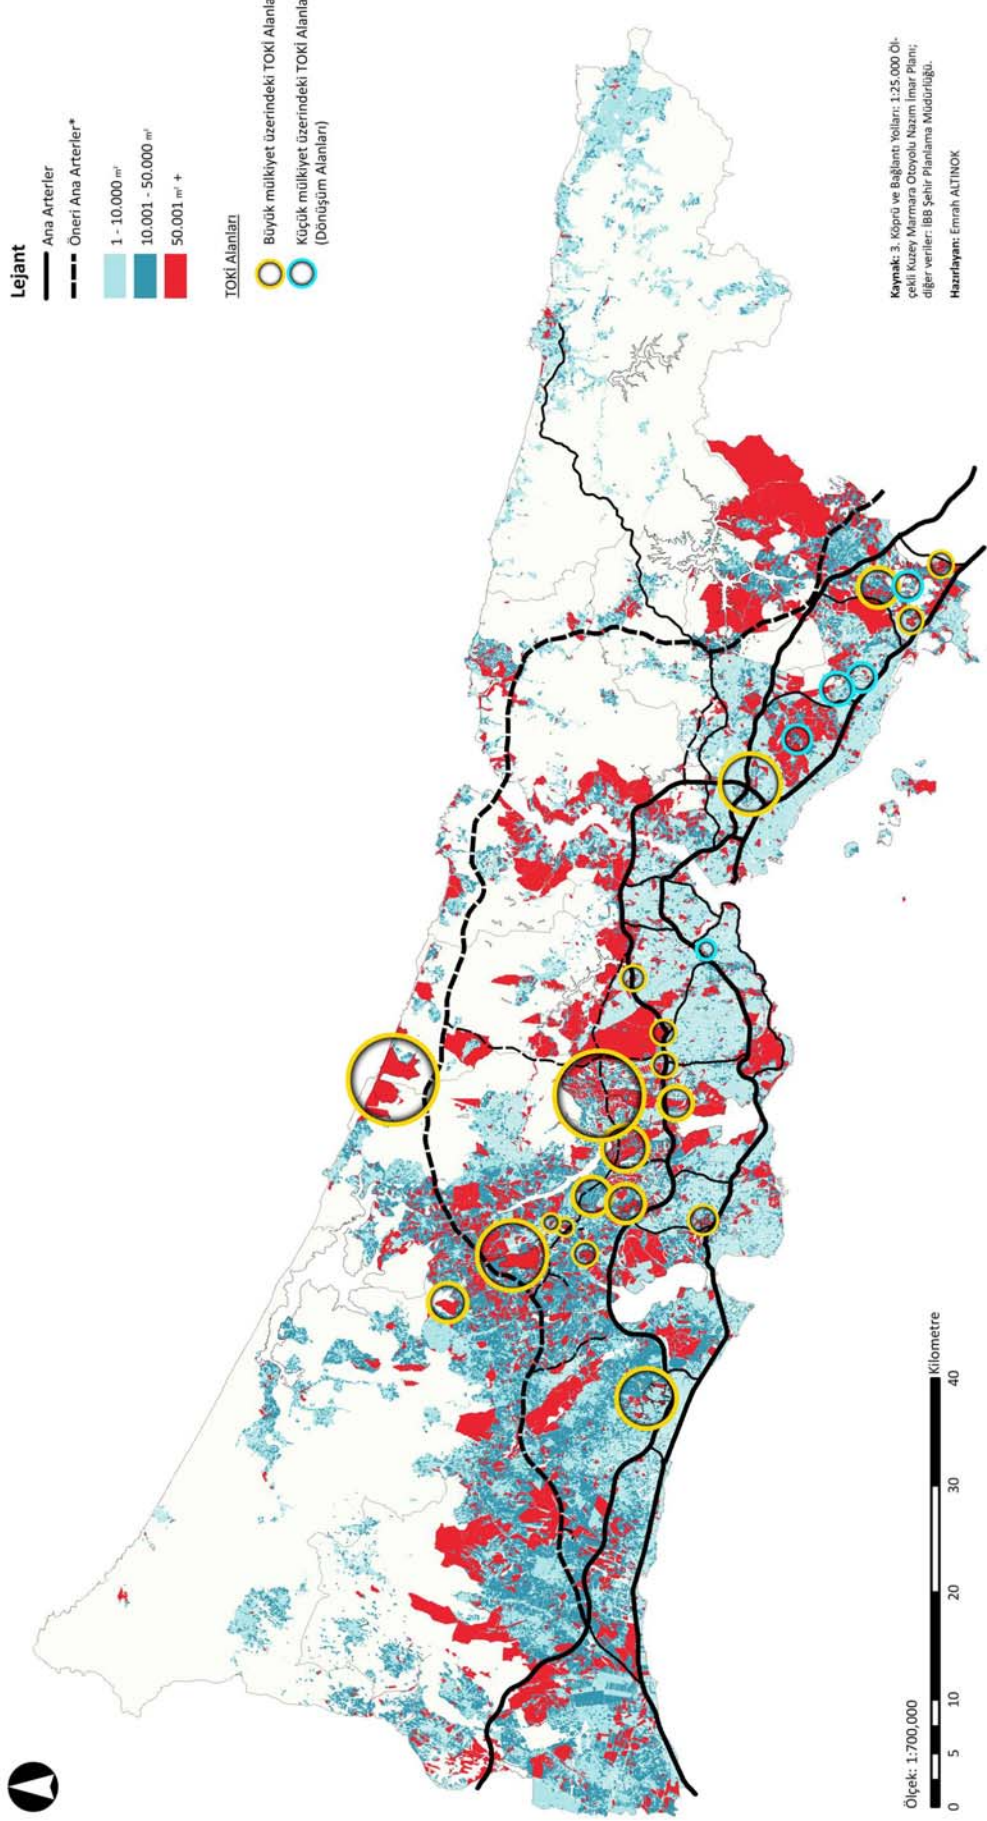 Lejant
Ana Arterler
Öneri Ana Arterler*
1 - 10.000 m²
10.001 - 50.000 m²
50.001 m² +
TOKİ Alanları
Büyük mülkiyet üzerindeki TOKİ
Küçük mülkiyet üzerindeki TOKİ
(Dönüşüm Alanları)
Kaynak: 3. Köprü ve Bağlantı Yolları: 1:25.000 Öl-
çekli Kuzey Marmara Otoyolu Nazım İmar Planı;
diğer veriler: İBB Şehir Planlama Müdürlüğü.
Hazırlayan: Emrah ALTINOK
Ölçek: 1:700,000
Kilometre
0 5 10 20 30 40